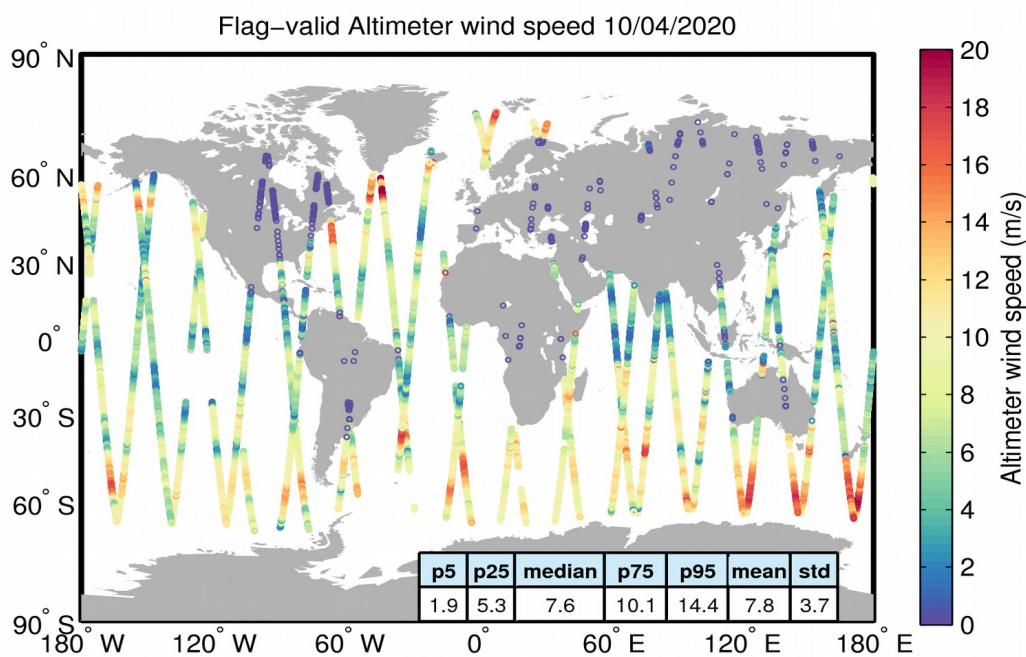 Flag−valid Altimeter wind speed 10/04/2020
90° N
60° N
30° N
0°
30° S
60° S
90° S
180° W
120° W
60° W
0°
60° E
120° E
180° E
p5 p25 median p75 p95 mean std
1.9 5.3 7.6 10.1 14.4 7.8 3.7
20
18
16
14
12
10
8
6
4
2
0
Altimeter wind speed (m/s)